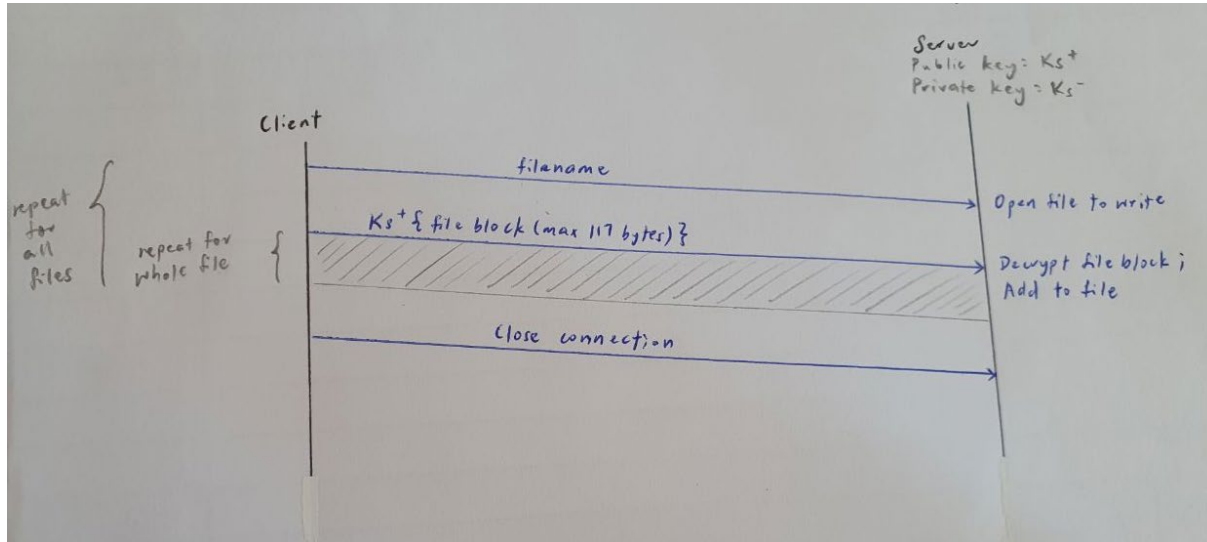 Server
Public key: Ks+
Private key = Ks-
Client
filename
Open file to write
repeat
for
all
files
repeat for
whole file
Ks+ { file block (max 117 bytes) }
Decrypt file block ;
Add to file
Close connection